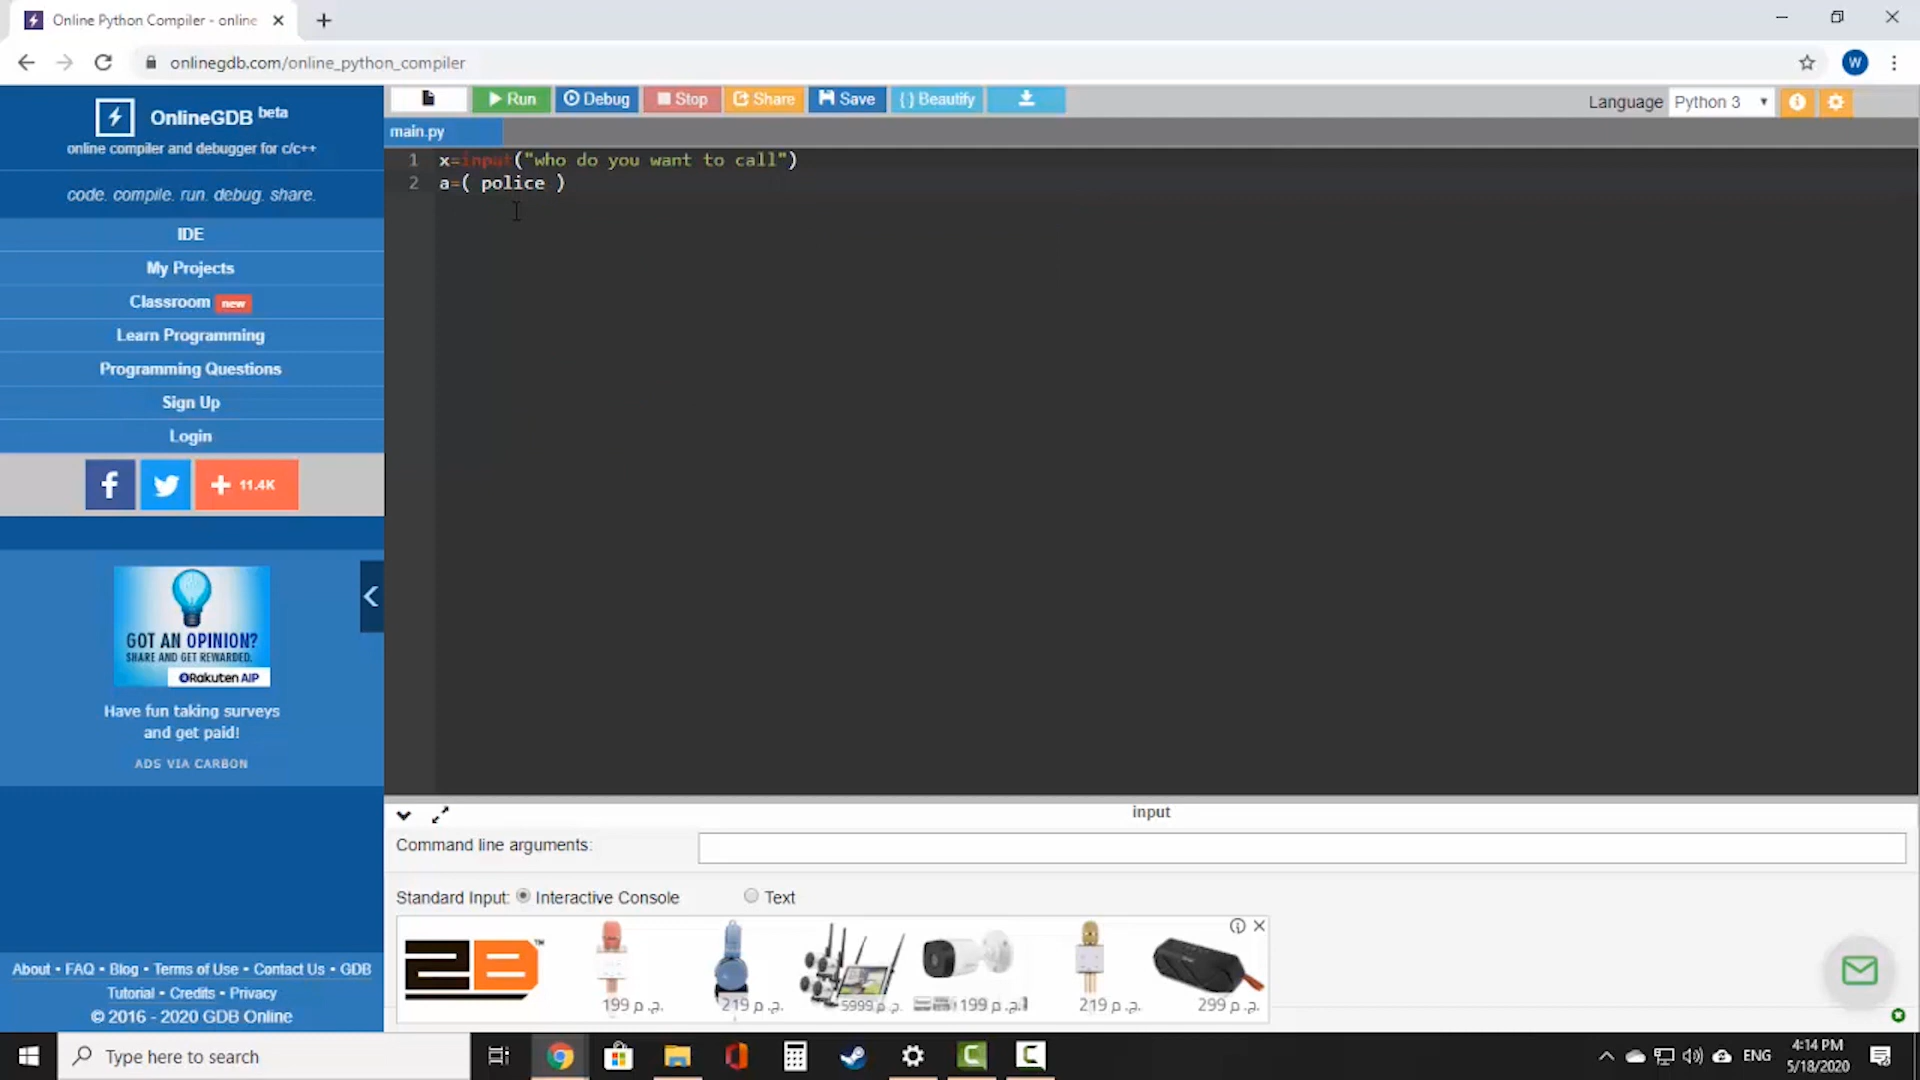 Online Python Compiler - online
onlinegdb.com/online_python_compiler
W
OnlineGDB beta
online compiler and debugger for c/c++
code. compile. run. debug. share.
IDE
My Projects
Classroom new
Learn Programming
Programming Questions
Sign Up
Login
11.4K
GOT AN OPINION?
SHARE AND GET REWARDED.
Rakuten AIP
Have fun taking surveys
and get paid!
ADS VIA CARBON
About • FAQ • Blog • Terms of Use • Contact Us • GDB
Tutorial • Credits • Privacy
© 2016 - 2020 GDB Online
Run Debug Stop Share Save {} Beautify
Language Python 3
main.py
1 x=input("who do you want to call")
2 a=( police )
input
Command line arguments:
Standard Input: Interactive Console Text
2B™
199 ج.م.
219 ج.م.
5999 ج.م.
199 ج.م.
219 ج.م.
299 ج.م.
Type here to search
ENG
4:14 PM
5/18/2020